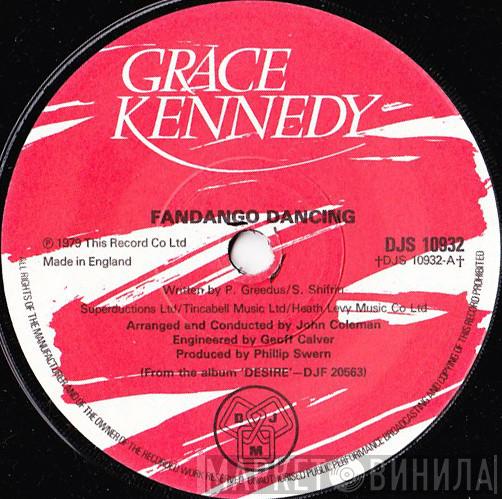 GRACE
KENNEDY
FANDANGO DANCING
℗ 1979 This Record Co Ltd
Made in England
DJS 10932
†DJS 10932-A†
Written by P. Greedus/S. Shifrin
Superductions Ltd/Tincabell Music Ltd/Heath Levy Music Co Ltd
Arranged and Conducted by John Coleman
Engineered by Geoff Calver
Produced by Phillip Swern
(From the album 'DESIRE'—DJF 20563)
D J
M
ALL RIGHTS OF THE MANUFACTURER AND OF THE OWNER OF THE RECORDED WORK RESERVED. UNAUTHORISED PUBLIC PERFORMANCE BROADCASTING AND COPYING OF THIS RECORD PROHIBITED
МАРКЕТ ВИНИЛА